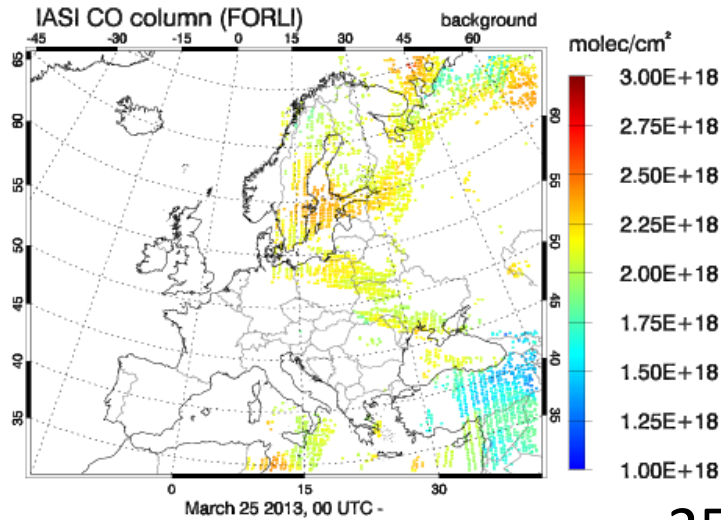 IASI CO column (FORLI)
background
-45 -30 -15 0 15 30 45 60
molec/cm²
65
60
55
50
45
40
35
60
55
50
45
40
35
3.00E+18
2.75E+18
2.50E+18
2.25E+18
2.00E+18
1.75E+18
1.50E+18
1.25E+18
1.00E+18
0 15 30
March 25 2013, 00 UTC -